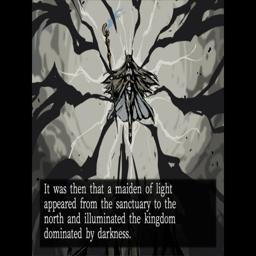 It was then that a maiden of light
appeared from the sanctuary to the
north and illuminated the kingdom
dominated by darkness.